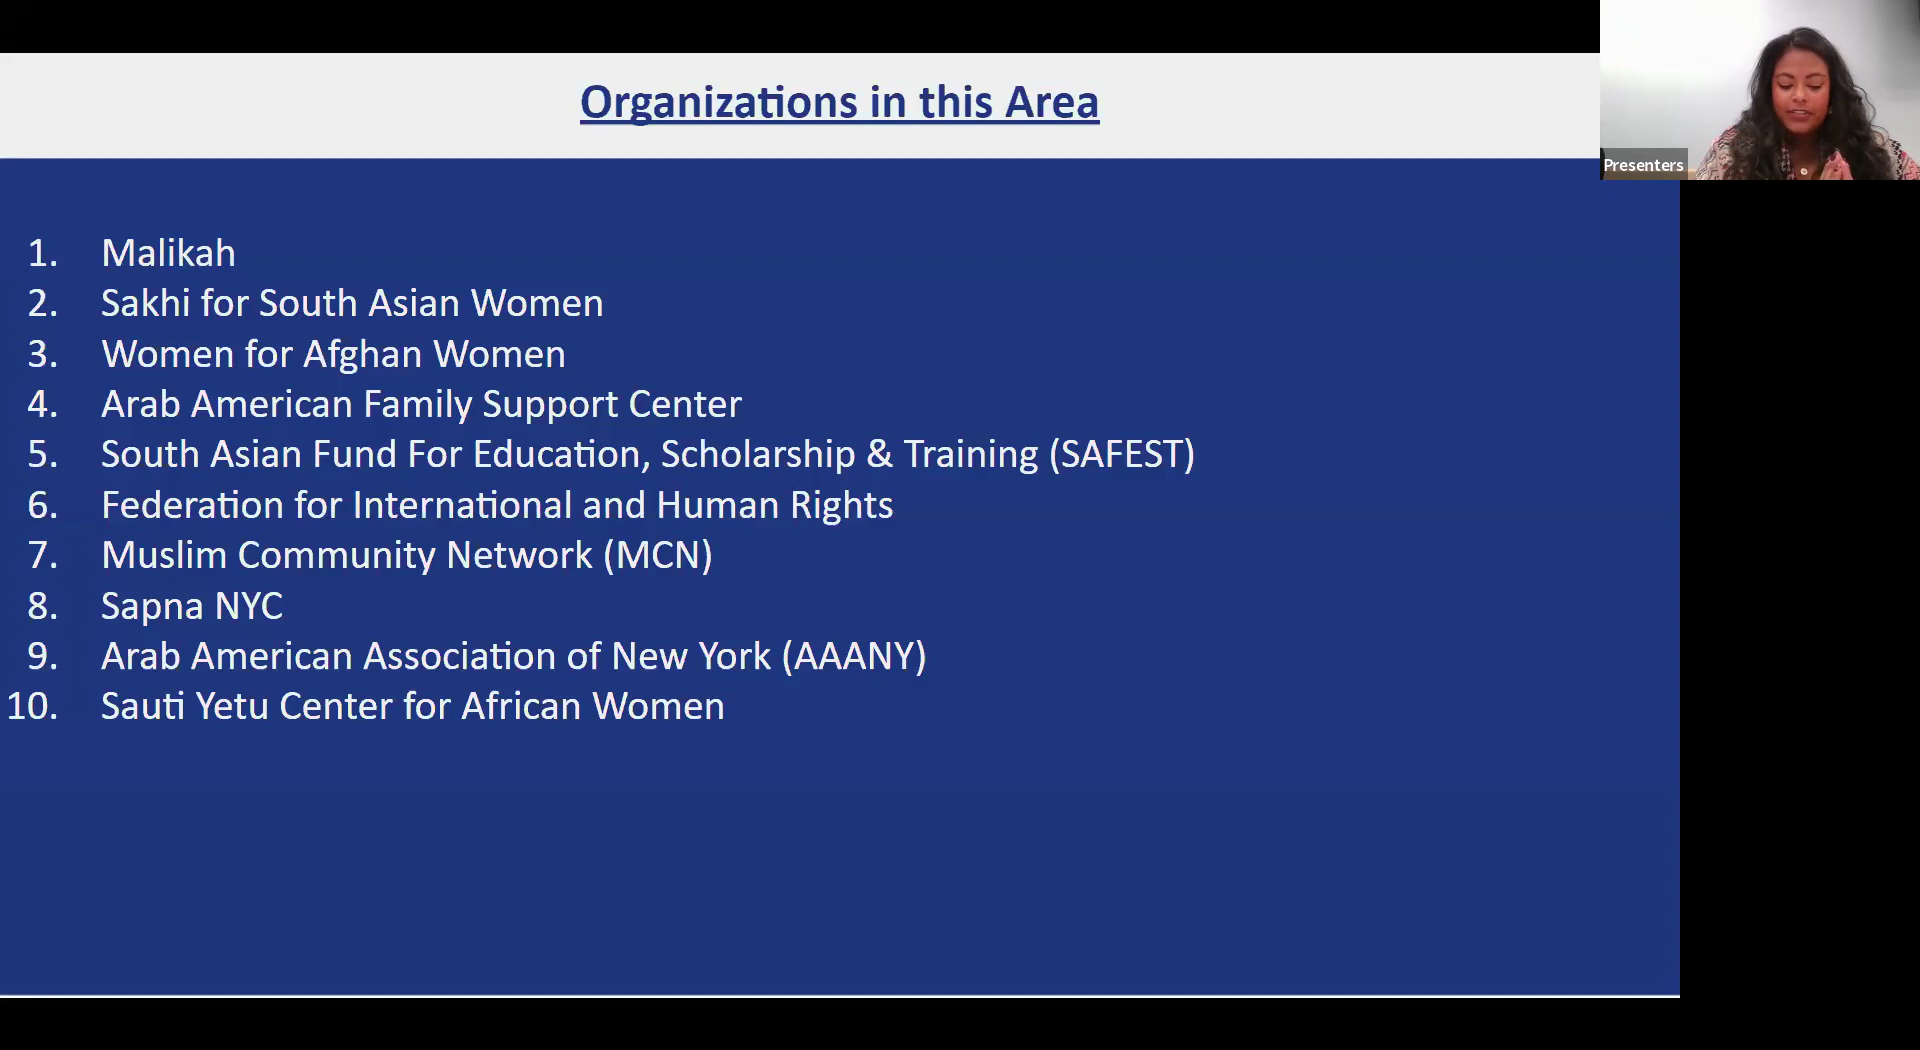 Organizations in this Area
Presenters
1. Malikah
2. Sakhi for South Asian Women
3. Women for Afghan Women
4. Arab American Family Support Center
5. South Asian Fund For Education, Scholarship & Training (SAFEST)
6. Federation for International and Human Rights
7. Muslim Community Network (MCN)
8. Sapna NYC
9. Arab American Association of New York (AAANY)
10. Sauti Yetu Center for African Women